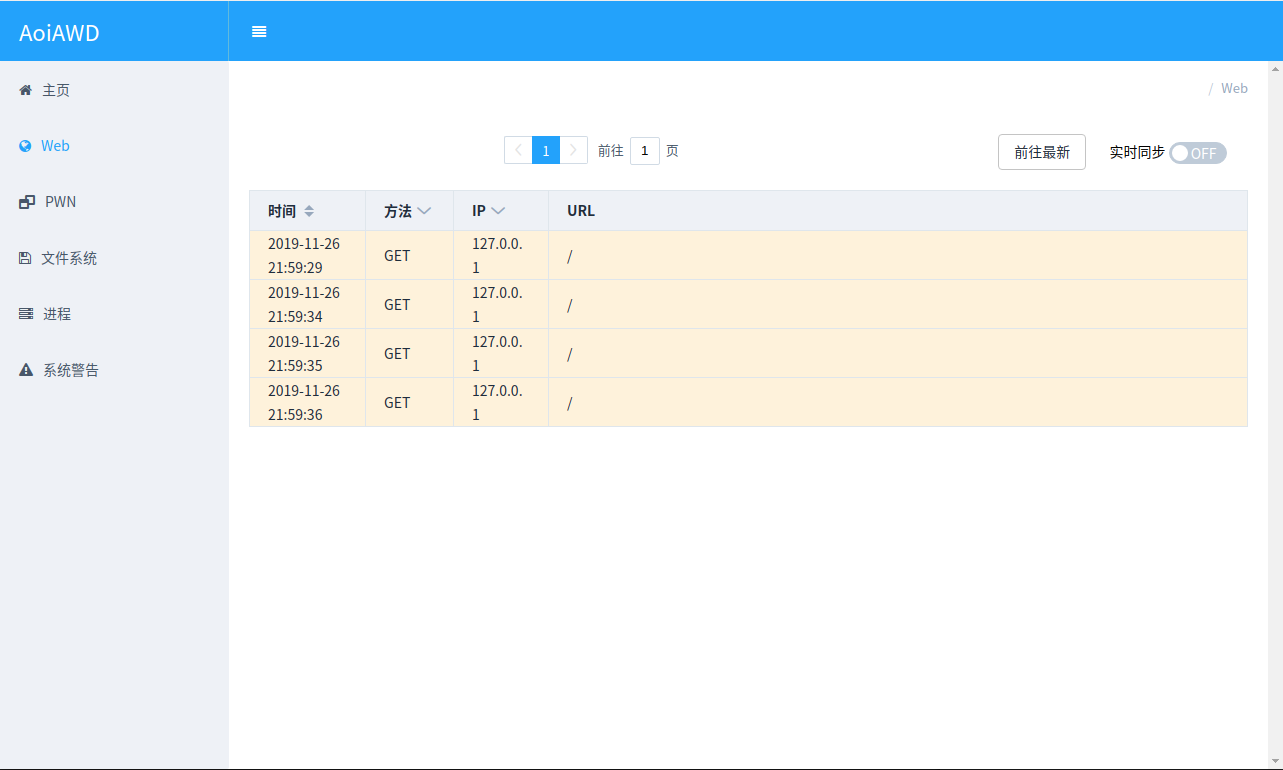 AoiAWD
主页
Web
PWN
文件系统
进程
系统警告
/ Web
1 前往 1 页
前往最新 实时同步 OFF
时间 方法 IP URL
2019-11-26
21:59:29
GET
127.0.0.
1
/
2019-11-26
21:59:34
GET
127.0.0.
1
/
2019-11-26
21:59:35
GET
127.0.0.
1
/
2019-11-26
21:59:36
GET
127.0.0.
1
/